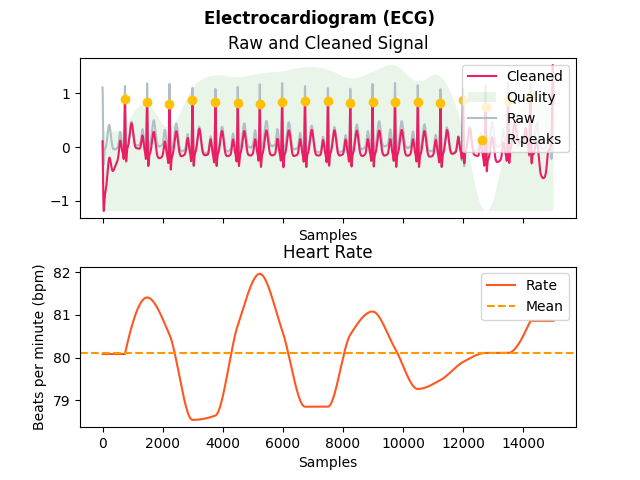 Electrocardiogram (ECG)
Raw and Cleaned Signal
Cleaned
Quality
Raw
R-peaks
1
0
−1
Samples
Heart Rate
Rate
Mean
82
81
80
79
Beats per minute (bpm)
0 2000 4000 6000 8000 10000 12000 14000
Samples